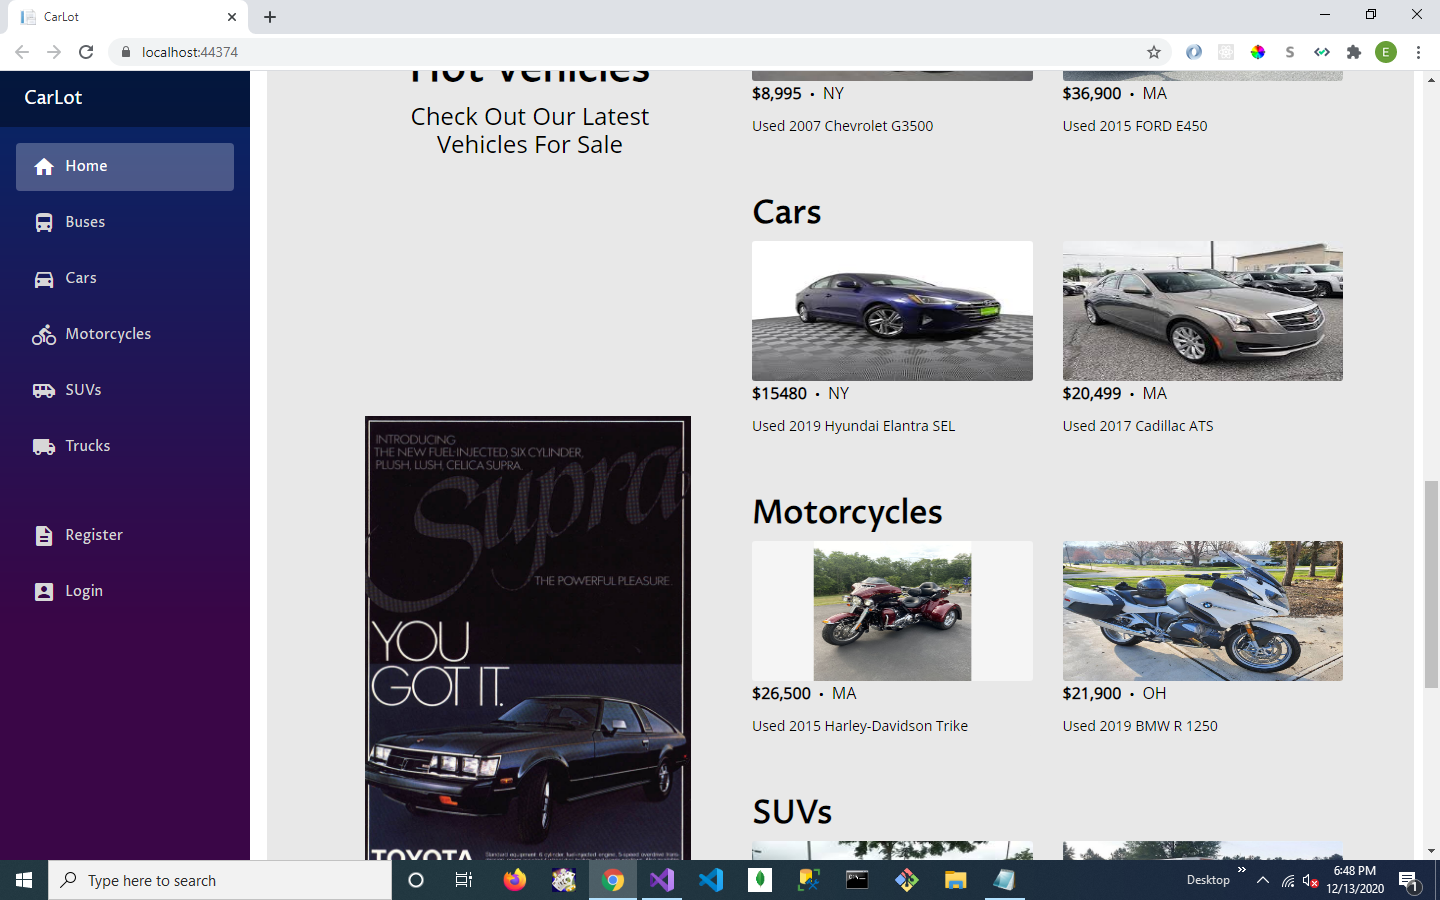 CarLot
localhost:44374
E
CarLot
Home
Buses
Cars
Motorcycles
SUVs
Trucks
Register
Login
Hot Vehicles
Check Out Our Latest
Vehicles For Sale
INTRODUCING
THE NEW FUEL-INJECTED, SIX CYLINDER,
PLUSH, LUSH, CELICA SUPRA.
Supra
THE POWERFUL PLEASURE.
YOU
GOT IT.
TOYOTA
$8,995 • NY
Used 2007 Chevrolet G3500
$36,900 • MA
Used 2015 FORD E450
Cars
$15480 • NY
Used 2019 Hyundai Elantra SEL
$20,499 • MA
Used 2017 Cadillac ATS
Motorcycles
$26,500 • MA
Used 2015 Harley-Davidson Trike
$21,900 • OH
Used 2019 BMW R 1250
SUVs
Type here to search
Desktop
6:48 PM
12/13/2020
1